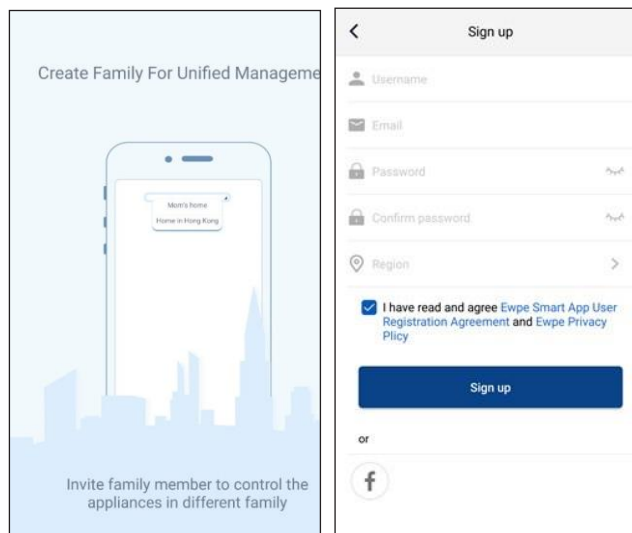 Create Family For Unified Manageme
Mom's home
Home in Hong Kong
Invite family member to control the
appliances in different family
Sign up
Username
Email
Password
Confirm password
Region
I have read and agree Ewpe Smart App User
Registration Agreement and Ewpe Privacy
Plicy
Sign up
or
f